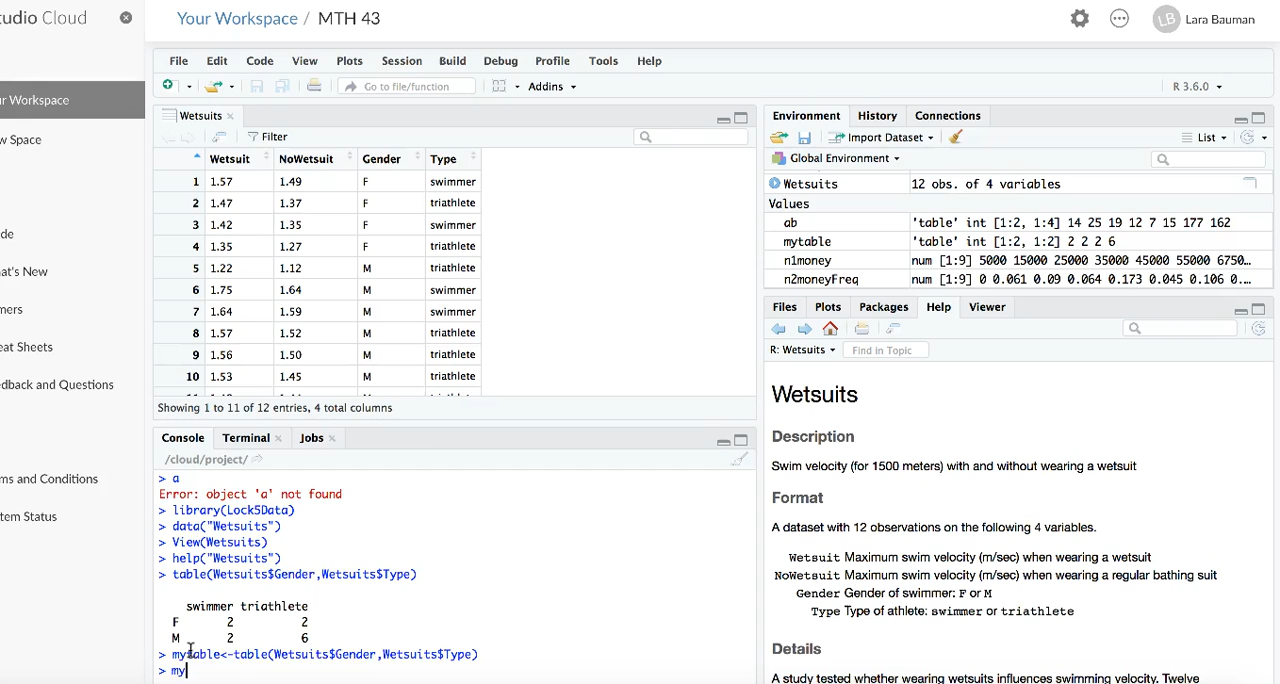 tudio Cloud
Your Workspace / MTH 43
LB Lara Bauman
r Workspace
w Space
de
at's New
mers
eat Sheets
dback and Questions
ms and Conditions
tem Status
File Edit Code View Plots Session Build Debug Profile Tools Help
Go to file/function Addins R 3.6.0
Wetsuits
Filter
Wetsuit NoWetsuit Gender Type
1 1.57 1.49 F swimmer
2 1.47 1.37 F triathlete
3 1.42 1.35 F swimmer
4 1.35 1.27 F triathlete
5 1.22 1.12 M triathlete
6 1.75 1.64 M swimmer
7 1.64 1.59 M swimmer
8 1.57 1.52 M triathlete
9 1.56 1.50 M triathlete
10 1.53 1.45 M triathlete
Showing 1 to 11 of 12 entries, 4 total columns
Console Terminal Jobs
/cloud/project/
> a
Error: object 'a' not found
> library(Lock5Data)
> data("Wetsuits")
> View(Wetsuits)
> help("Wetsuits")
> table(Wetsuits$Gender,Wetsuits$Type)
swimmer triathlete
F 2 2
M 2 6
> mytable<-table(Wetsuits$Gender,Wetsuits$Type)
> my
Environment History Connections
Import Dataset List
Global Environment
Wetsuits 12 obs. of 4 variables
Values
ab 'table' int [1:2, 1:4] 14 25 19 12 7 15 177 162
mytable 'table' int [1:2, 1:2] 2 2 2 6
n1money num [1:9] 5000 15000 25000 35000 45000 55000 6750…
n2moneyFreq num [1:9] 0 0.061 0.09 0.064 0.173 0.045 0.106 0.…
Files Plots Packages Help Viewer
R: Wetsuits Find in Topic
Wetsuits
Description
Swim velocity (for 1500 meters) with and without wearing a wetsuit
Format
A dataset with 12 observations on the following 4 variables.
Wetsuit Maximum swim velocity (m/sec) when wearing a wetsuit
NoWetsuit Maximum swim velocity (m/sec) when wearing a regular bathing suit
Gender Gender of swimmer: F or M
Type Type of athlete: swimmer or triathlete
Details
A study tested whether wearing wetsuits influences swimming velocity. Twelve